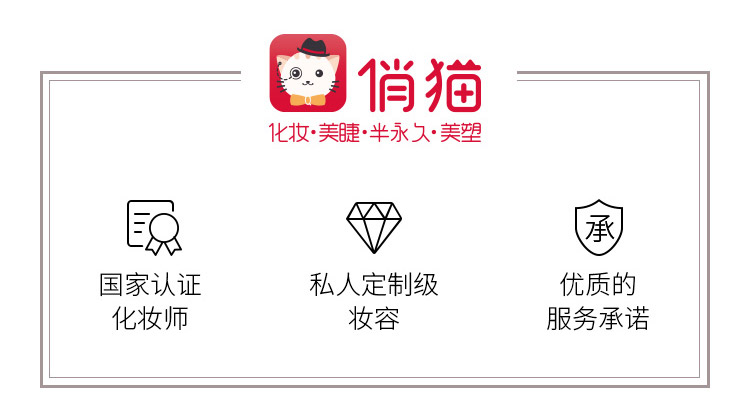 俏猫
化妆·美睫·半永久·美塑
承
国家认证
化妆师
私人定制级
妆容
优质的
服务承诺